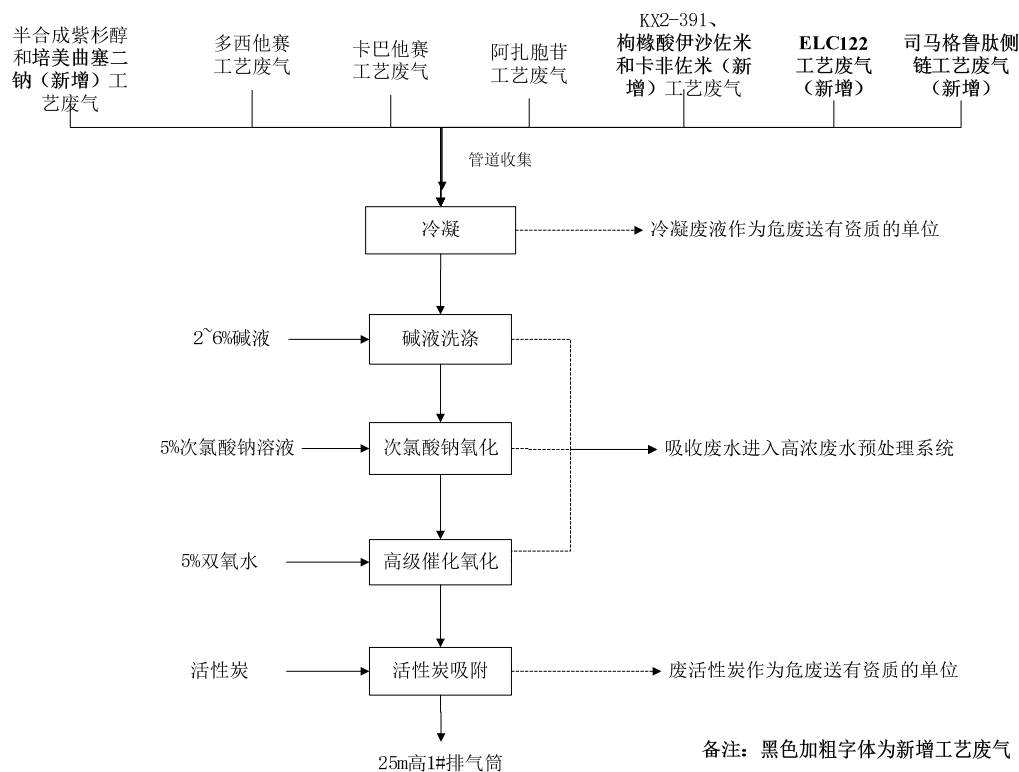 半合成紫杉醇
和培美曲塞二
钠（新增）工
艺废气
多西他赛
工艺废气
卡巴他赛
工艺废气
阿扎胞苷
工艺废气
KX2-391、
枸橼酸伊沙佐米
和卡非佐米（新
增）工艺废气
ELC122
工艺废气
（新增）
司马格鲁肽侧
链工艺废气
（新增）
管道收集
冷凝
冷凝废液作为危废送有资质的单位
2~6%碱液
碱液洗涤
5%次氯酸钠溶液
次氯酸钠氧化
吸收废水进入高浓废水预处理系统
5%双氧水
高级催化氧化
活性炭
活性炭吸附
废活性炭作为危废送有资质的单位
25m高1#排气筒
备注：黑色加粗字体为新增工艺废气